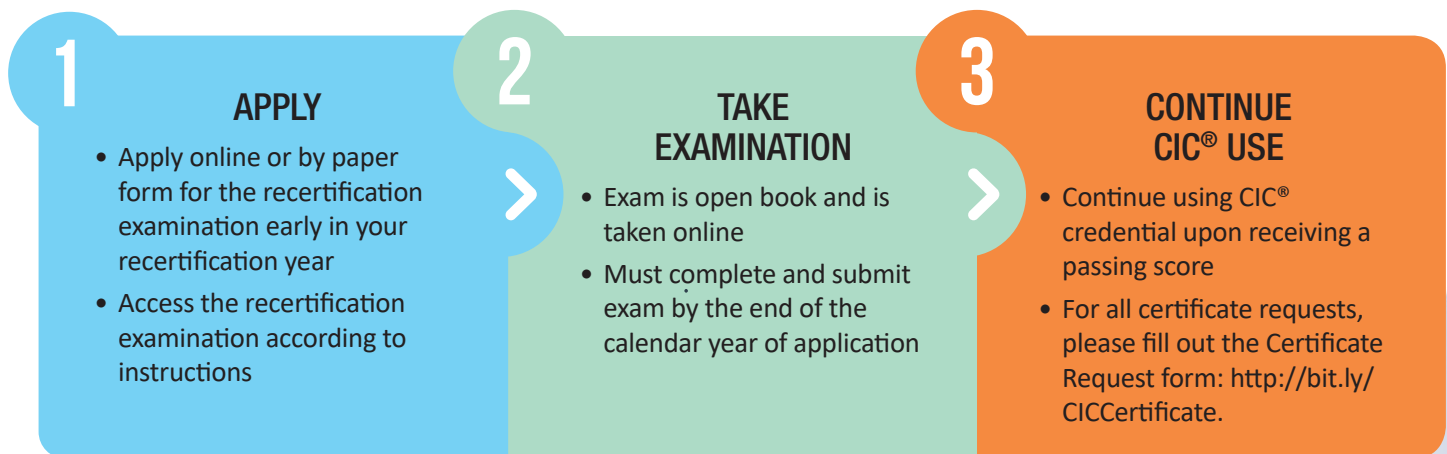 1
APPLY
• Apply online or by paper
form for the recertification
examination early in your
recertification year
• Access the recertification
examination according to
instructions
2
TAKE
EXAMINATION
• Exam is open book and is
taken online
• Must complete and submit
exam by the end of the
calendar year of application
3
CONTINUE
CIC® USE
• Continue using CIC®
credential upon receiving a
passing score
• For all certificate requests,
please fill out the Certificate
Request form: http://bit.ly/
CICCertificate.